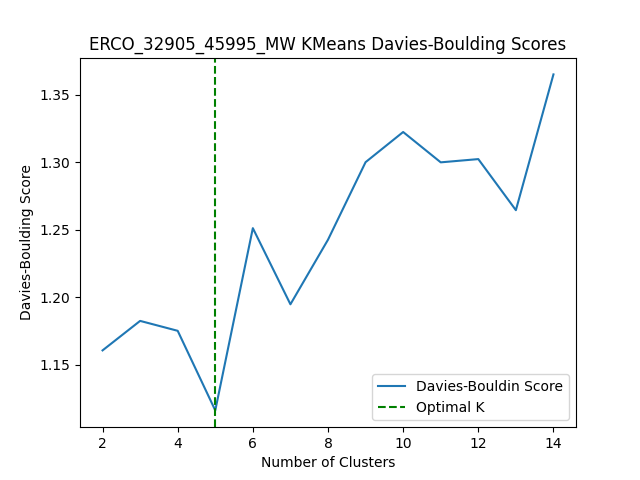 ERCO_32905_45995_MW KMeans Davies-Boulding Scores
Davies-Boulding Score
1.35
1.30
1.25
1.20
1.15
Davies-Bouldin Score
Optimal K
2 4 6 8 10 12 14
Number of Clusters